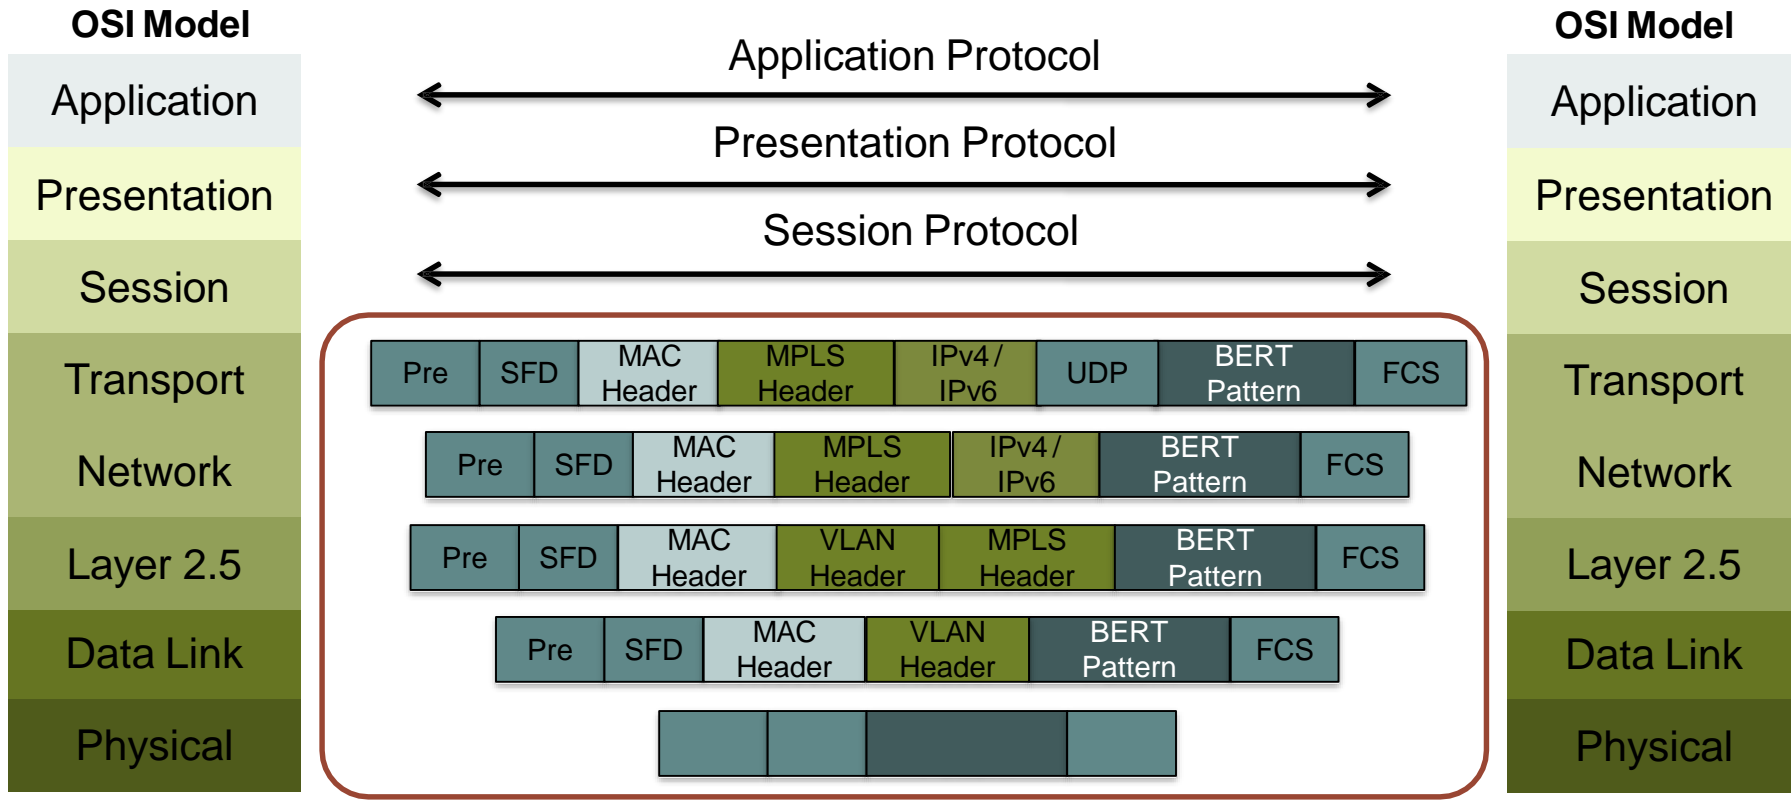 OSI Model
Application
Presentation
Session
Transport
Network
Layer 2.5
Data Link
Physical
Application Protocol
Presentation Protocol
Session Protocol
Pre SFD MAC Header MPLS Header IPv4 / IPv6 UDP BERT Pattern FCS
Pre SFD MAC Header MPLS Header IPv4 / IPv6 BERT Pattern FCS
Pre SFD MAC Header VLAN Header MPLS Header BERT Pattern FCS
Pre SFD MAC Header VLAN Header BERT Pattern FCS
OSI Model
Application
Presentation
Session
Transport
Network
Layer 2.5
Data Link
Physical